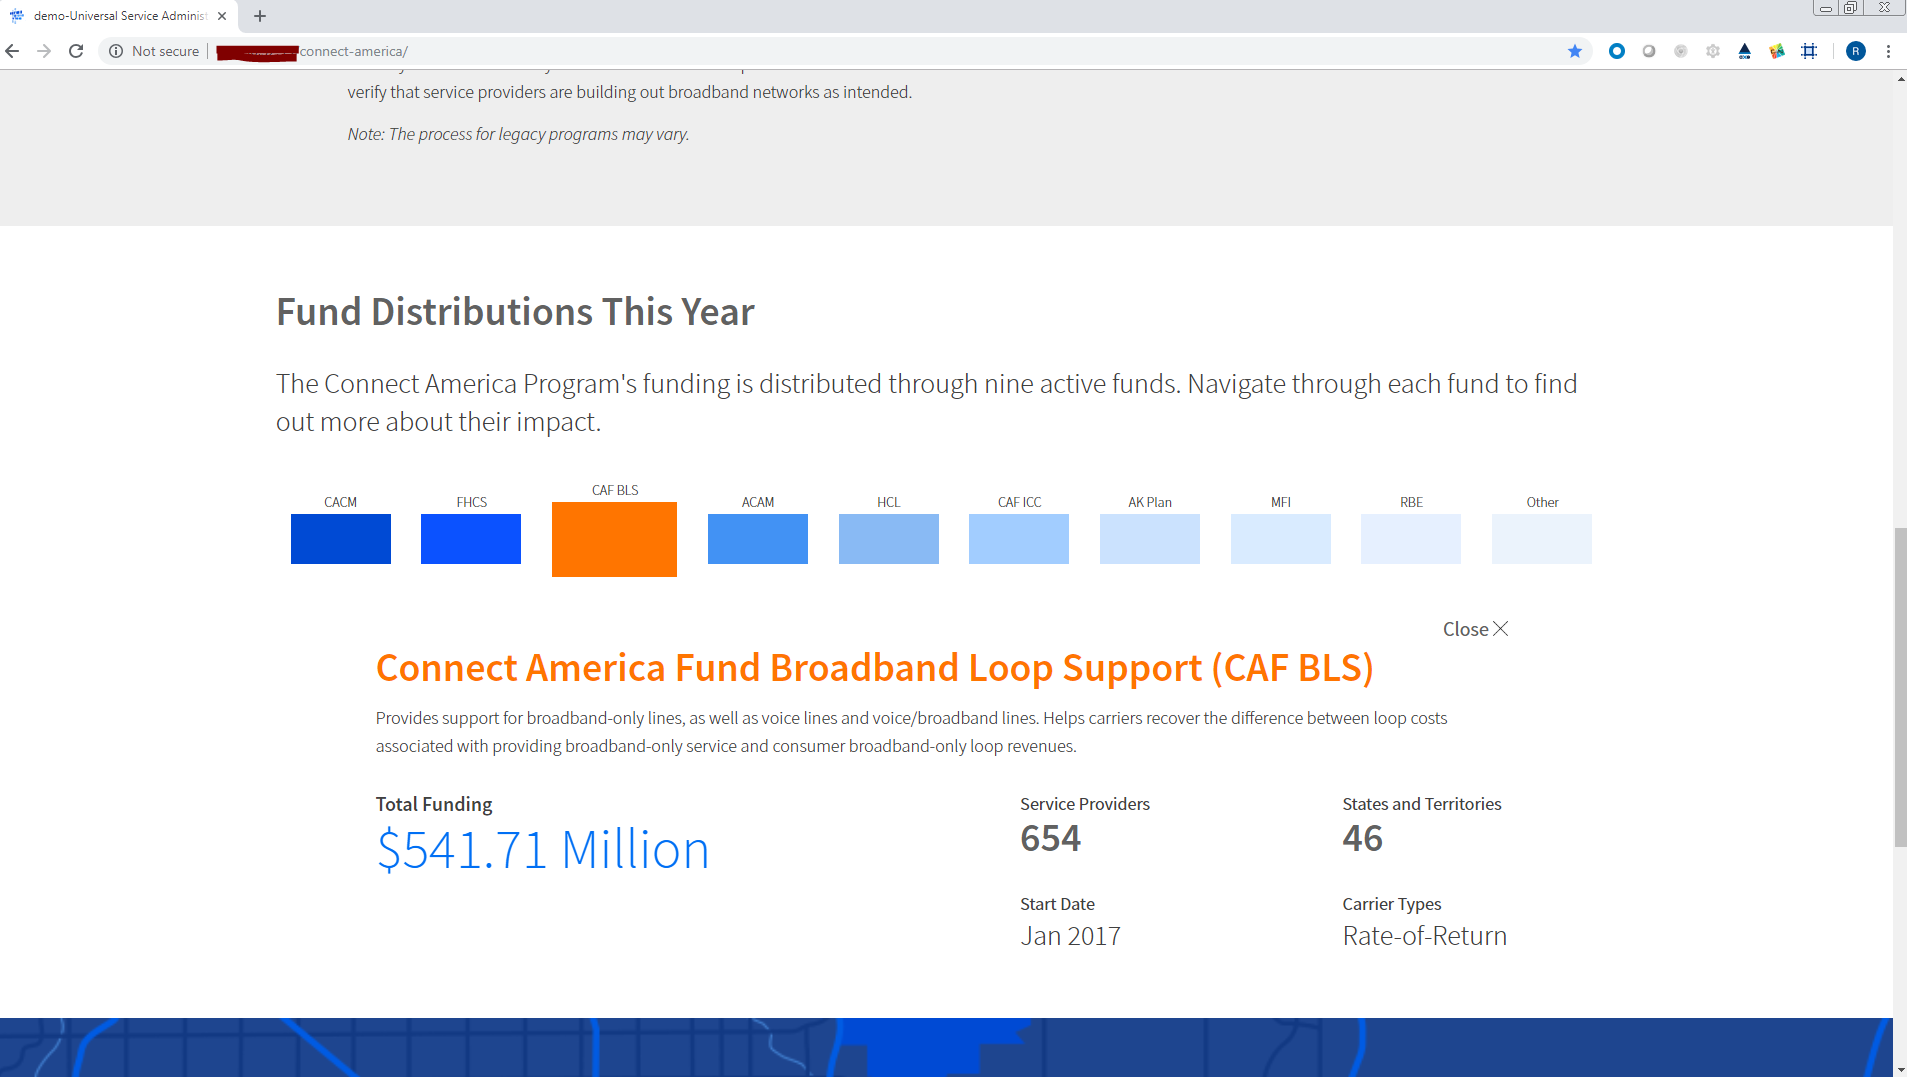 demo-Universal Service Adminis
Not secure
connect-america/
R
verify that service providers are building out broadband networks as intended.
Note: The process for legacy programs may vary.
Fund Distributions This Year
The Connect America Program's funding is distributed through nine active funds. Navigate through each fund to find
out more about their impact.
CACM
FHCS
CAF BLS
ACAM
HCL
CAF ICC
AK Plan
MFI
RBE
Other
Close
Connect America Fund Broadband Loop Support (CAF BLS)
Provides support for broadband-only lines, as well as voice lines and voice/broadband lines. Helps carriers recover the difference between loop costs
associated with providing broadband-only service and consumer broadband-only loop revenues.
Total Funding
$541.71 Million
Service Providers
654
States and Territories
46
Start Date
Jan 2017
Carrier Types
Rate-of-Return